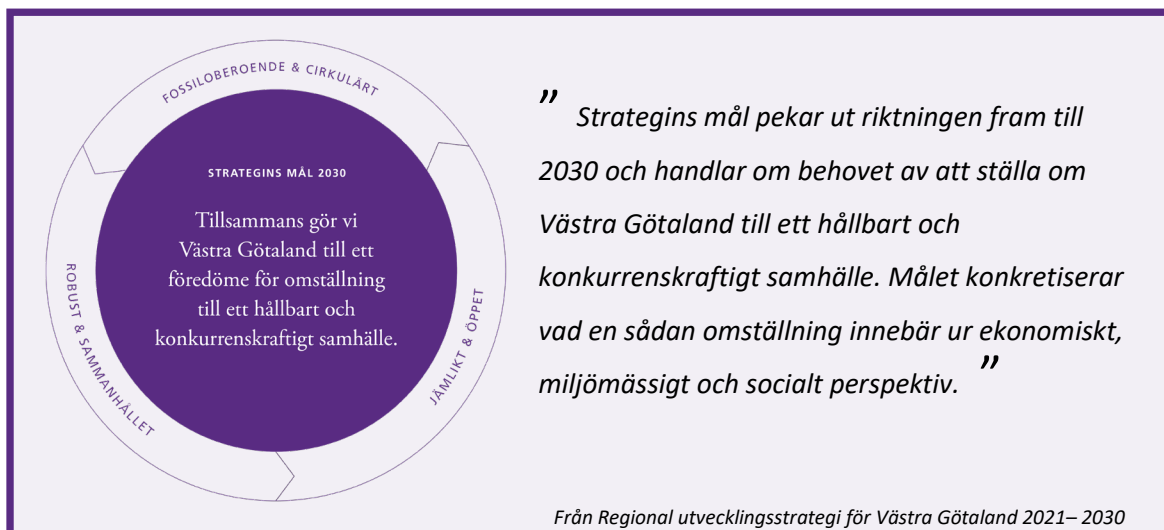 FOSSILOBEROENDE & CIRKULÄRT
STRATEGINS MÅL 2030
Tillsammans gör vi
Västra Götaland till ett
föredöme för omställning
till ett hållbart och
konkurrenskraftigt samhälle.
ROBUST & SAMMANHÅLLET
JÄMLIKT & ÖPPET
” Strategins mål pekar ut riktningen fram till
2030 och handlar om behovet av att ställa om
Västra Götaland till ett hållbart och
konkurrenskraftigt samhälle. Målet konkretiserar
vad en sådan omställning innebär ur ekonomiskt,
miljömässigt och socialt perspektiv. ”
Från Regional utvecklingsstrategi för Västra Götaland 2021– 2030